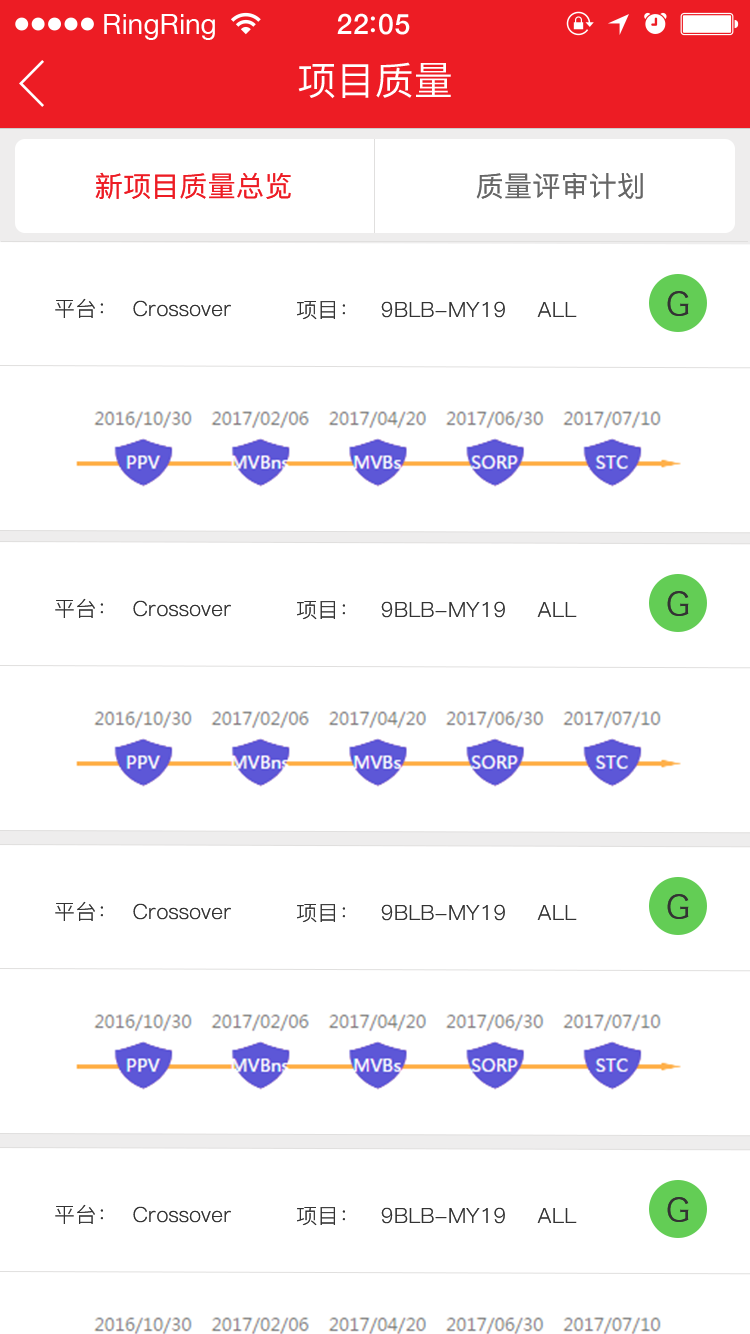 RingRing 22:05
项目质量
新项目质量总览 质量评审计划
平台： Crossover 项目： 9BLB-MY19 ALL G
2016/10/30 2017/02/06 2017/04/20 2017/06/30 2017/07/10
PPV MVBns MVBs SORP STC
平台： Crossover 项目： 9BLB-MY19 ALL G
2016/10/30 2017/02/06 2017/04/20 2017/06/30 2017/07/10
PPV MVBns MVBs SORP STC
平台： Crossover 项目： 9BLB-MY19 ALL G
2016/10/30 2017/02/06 2017/04/20 2017/06/30 2017/07/10
PPV MVBns MVBs SORP STC
平台： Crossover 项目： 9BLB-MY19 ALL G
2016/10/30 2017/02/06 2017/04/20 2017/06/30 2017/07/10